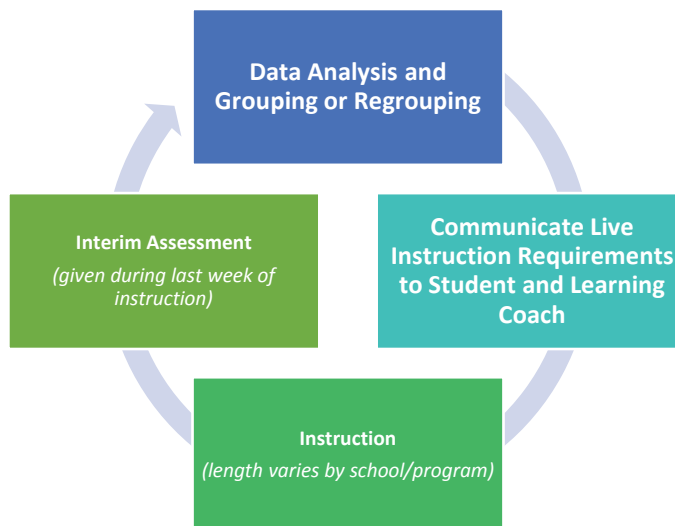 Data Analysis and
Grouping or Regrouping
Communicate Live
Instruction Requirements
to Student and Learning
Coach
Instruction
(length varies by school/program)
Interim Assessment
(given during last week of
instruction)